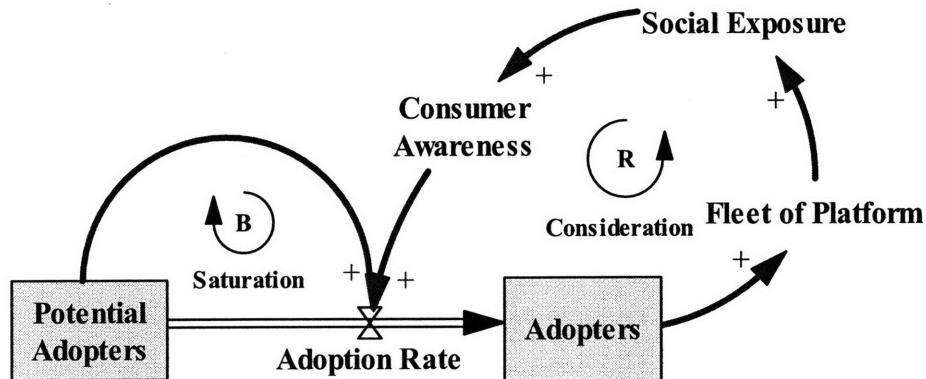 Social Exposure
+
Consumer
Awareness
+
R
Consideration
Fleet of Platform
B
Saturation
+
+
+
Potential
Adopters
Adoption Rate
Adopters